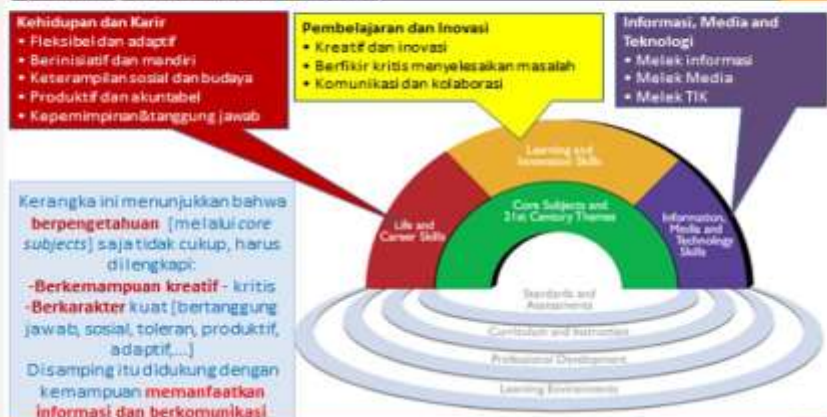 Kehidupan dan Karir
• Fleksibel dan adaptif
• Berinisiatif dan mandiri
• Keterampilan sosial dan budaya
• Produktif dan akuntabel
• Kepemimpinan&tanggung jawab
Pembelajaran dan Inovasi
• Kreatif dan inovasi
• Berfikir kritis menyelesaikan masalah
• Komunikasi dan kolaborasi
Informasi, Media and
Teknologi
• Melek informasi
• Melek Media
• Melek TIK
Kerangka ini menunjukkan bahwa
berpengetahuan [melalui core
subjects] saja tidak cukup, harus
dilengkapi:
-Berkemampuan kreatif - kritis
-Berkarakter kuat [bertanggung
jawab, sosial, toleran, produktif,
adaptif,...]
Disamping itu didukung dengan
kemampuan memanfaatkan
informasi dan berkomunikasi
Learning and
Innovation Skills
Core Subjects and
21st Century Themes
Life and
Career Skills
Information,
Media and
Technology
Skills
Standards and
Assessments
Curriculum and Instruction
Professional Development
Learning Environments